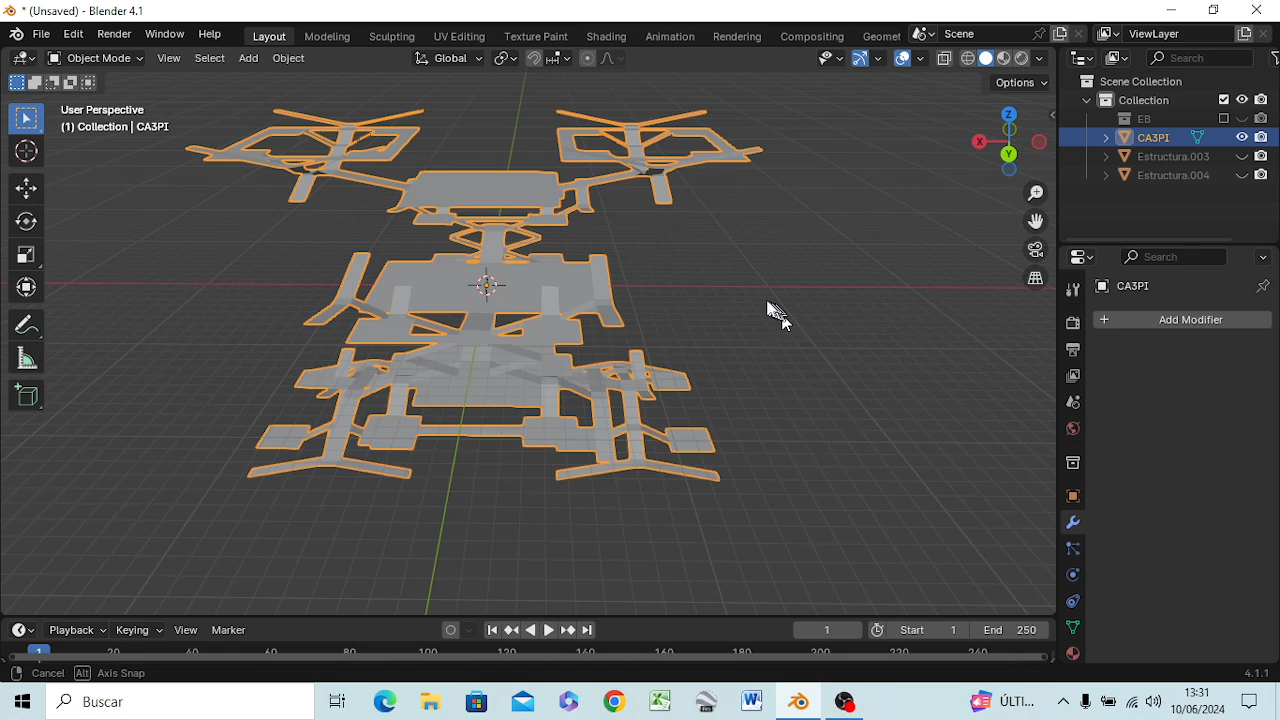 * (Unsaved) - Blender 4.1
File Edit Render Window Help Layout Modeling Sculpting UV Editing Texture Paint Shading Animation Rendering Compositing Geomet Scene ViewLayer
Object Mode View Select Add Object Global Search
Options
User Perspective
(1) Collection | CA3PI
Scene Collection
Collection
EB
CA3PI
Estructura.003
Estructura.004
X
Y
Z
Search
CA3PI
Add Modifier
Playback Keying View Marker 1 Start 1 End 250
1 20 40 60 80 100 120 140 160 180 200 220 240
Cancel Alt Axis Snap 4.1.1
Buscar ÚLTI... 13:31
10/06/2024